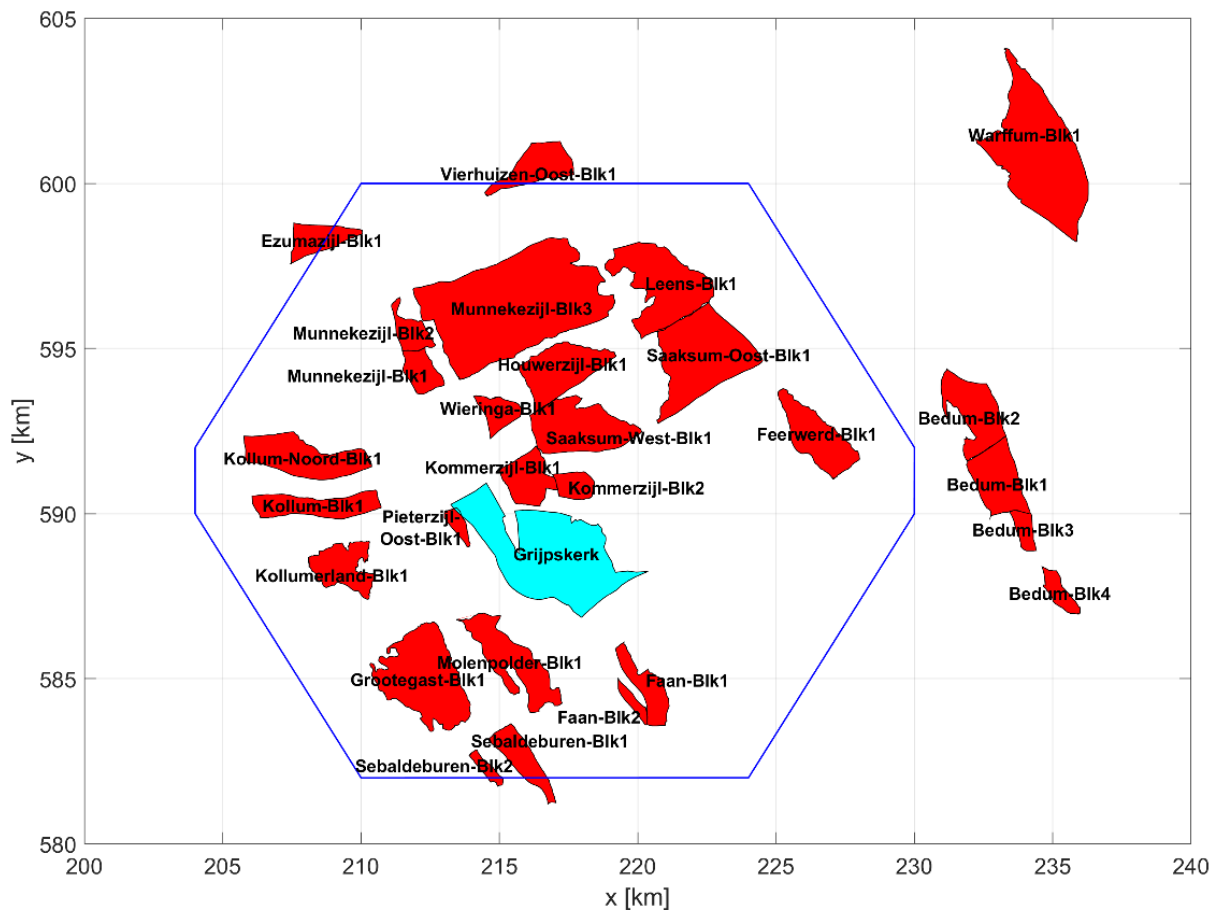 605
600
595
590
585
580
y [km]
Warffum-Blk1
Vierhuizen-Oost-Blk1
Ezumazijl-Blk1
Leens-Blk1
Munnekezijl-Blk3
Munnekezijl-Blk2
Saaksum-Oost-Blk1
Houwerzijl-Blk1
Munnekezijl-Blk1
Wieringa-Blk1
Bedum-Blk2
Saaksum-West-Blk1
Feerwerd-Blk1
Kollum-Noord-Blk1
Kommerzijl-Blk1
Bedum-Blk1
Kommerzijl-Blk2
Kollum-Blk1
Pieterzijl-
Oost-Blk1
Bedum-Blk3
Grijpskerk
Kollumerland-Blk1
Bedum-Blk4
Molenpolder-Blk1
Grootegast-Blk1
Faan-Blk1
Faan-Blk2
Sebaldeburen-Blk1
Sebaldeburen-Blk2
200 205 210 215 220 225 230 235 240
x [km]